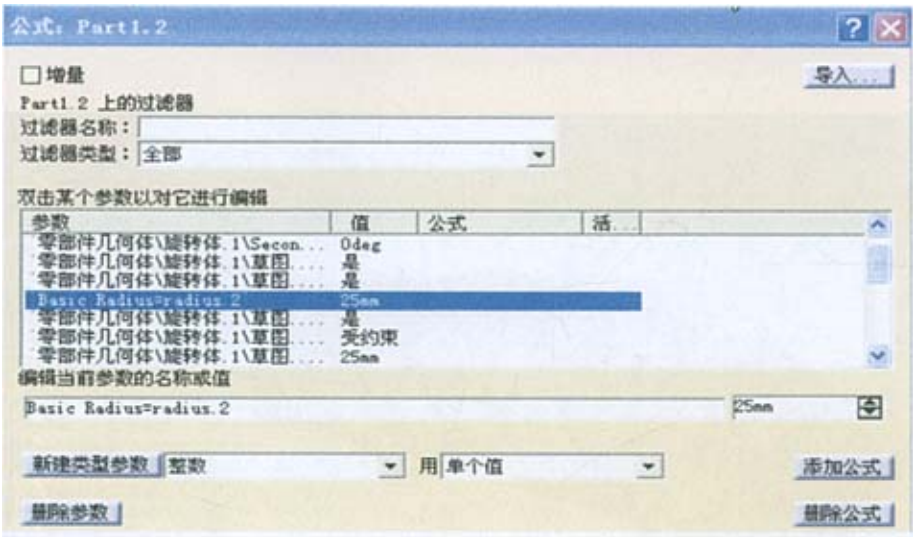 公式: Part1.2
增量
导入...
Part1.2 上的过滤器
过滤器名称：
过滤器类型：全部
双击某个参数以对它进行编辑
参数 值 公式 活...
零部件几何体\旋转体.1\Secon... 0deg
零部件几何体\旋转体.1\草图.... 是
零部件几何体\旋转体.1\草图.... 是
Basic Radius=radius.2 25mm
零部件几何体\旋转体.1\草图.... 是
零部件几何体\旋转体.1\草图.... 受约束
零部件几何体\旋转体.1\草图.... 25mm
编辑当前参数的名称或值
Basic Radius=radius.2 25mm
新建类型参数 整数 用 单个值 添加公式
删除参数 删除公式